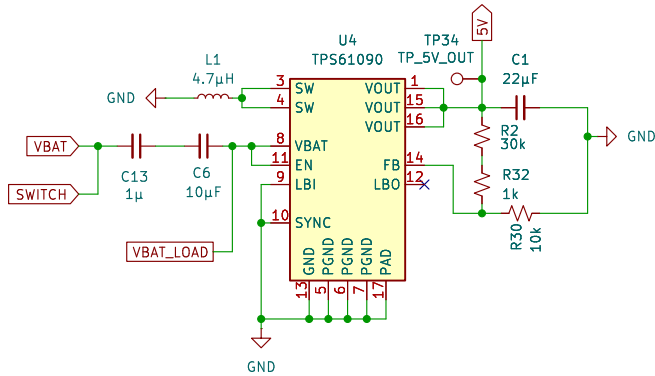 5V
U4
TPS61090
TP34
TP_5V_OUT
C1
22µF
L1
4.7µH
GND
3
SW
4
SW
VOUT
1
VOUT
15
VOUT
16
R2
30k
GND
VBAT
C13
1µ
C6
10µF
8
VBAT
11
EN
9
LBI
FB
14
LBO
12
R32
1k
SWITCH
10
SYNC
R30
10k
VBAT_LOAD
GND
PGND
PGND
PGND
PAD
13
5
6
7
17
GND